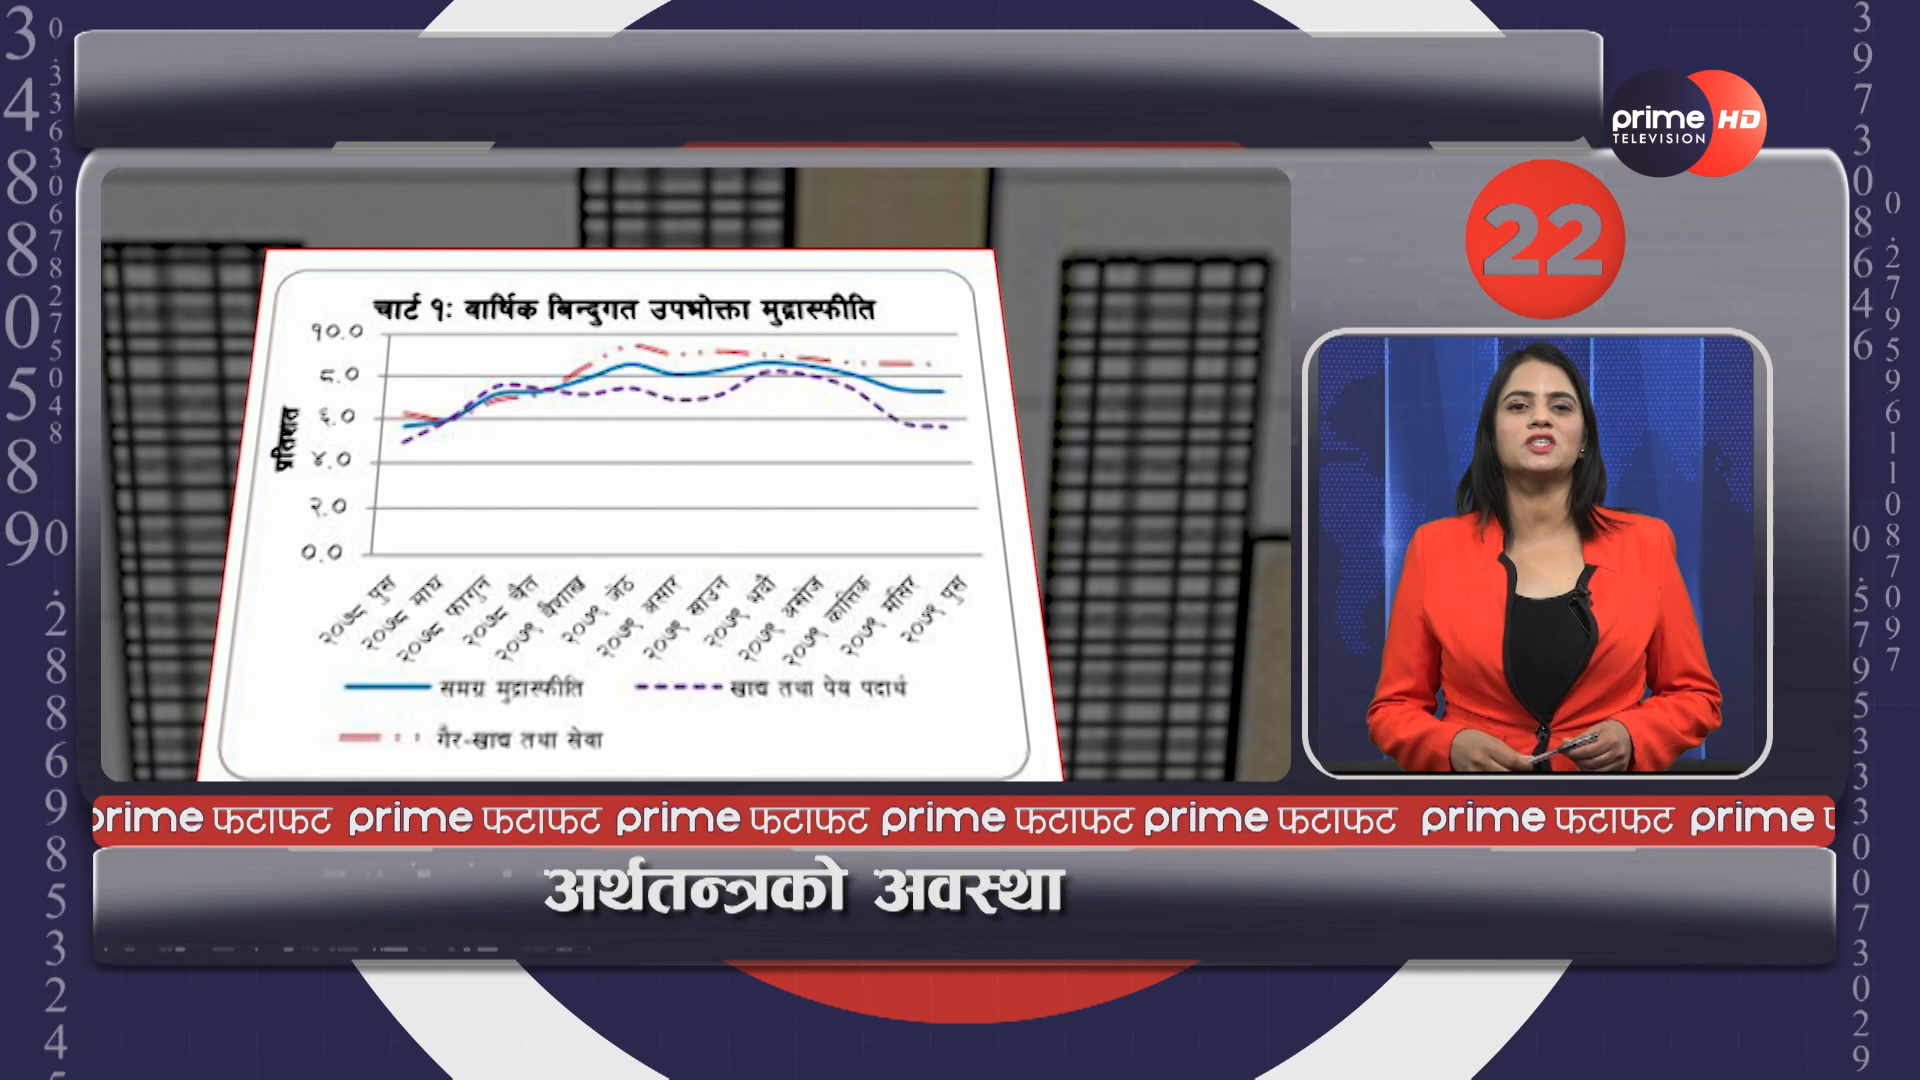 prime HD
TELEVISION
22
चार्ट १: वार्षिक बिन्दुगत उपभोक्ता मुद्रास्फीति
प्रतिशत
१०.०
८.०
६.०
४.०
२.०
०.०
२०७८ पुस
२०७८ माघ
२०७८ फागुन
२०७८ चैत
२०७९ वैशाख
२०७९ जेठ
२०७९ असार
२०७९ साउन
२०७९ भदौ
२०७९ असोज
२०७९ कात्तिक
२०७९ मंसिर
२०७९ पुस
समग्र मुद्रास्फीति
खाद्य तथा पेय पदार्थ
गैर-खाद्य तथा सेवा
prime फटाफट prime फटाफट prime फटाफट prime फटाफट prime फटाफट prime फटाफट prime
अर्थतन्त्रको अवस्था